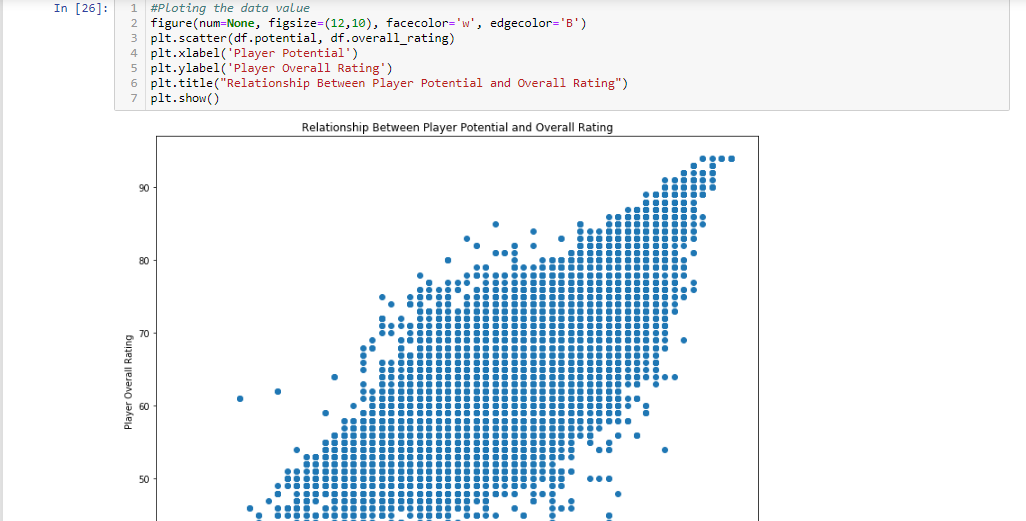 In [26]:
1 #Ploting the data value
2 figure(num=None, figsize=(12,10), facecolor='w', edgecolor='B')
3 plt.scatter(df.potential, df.overall_rating)
4 plt.xlabel('Player Potential')
5 plt.ylabel('Player Overall Rating')
6 plt.title("Relationship Between Player Potential and Overall Rating")
7 plt.show()
Relationship Between Player Potential and Overall Rating
90
80
70
Player Overall Rating
60
50